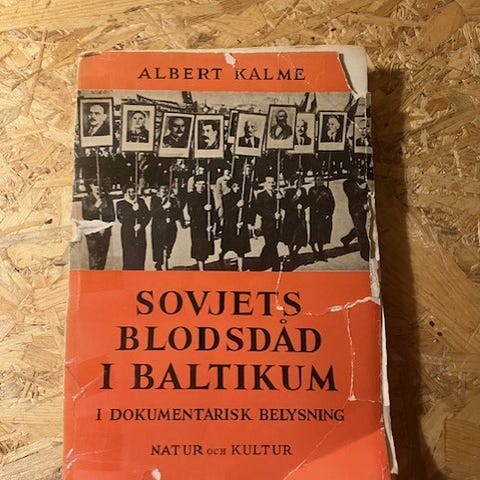 ALBERT KALME
SOVJETS
BLODSDÅD
I BALTIKUM
I DOKUMENTARISK BELYSNING
NATUR OCH KULTUR